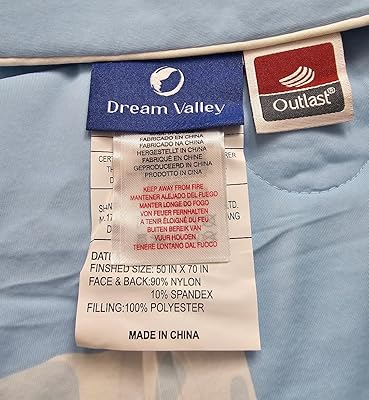 Dream Valley
Outlast®
FABRICADO EN CHINA
FABRICADO NA CHINA
HERGESTELLT IN CHINA
FABRIQUE EN CHINE
GEPRODUCEERD IN CHINA
PRODOTTO IN CINA
KEEP AWAY FROM FIRE
MANTENER ALEJADO DEL FUEGO
MANTER LONGE DO FOGO
VON FEUER FERNHALTEN
A TENIR ÉLOIGNÉ DU FEU
BUITEN BEREIK VAN
VUUR HOUDEN
TENERE LONTANO DAL FUOCO
FINSHED SIZE: 50 IN X 70 IN
FACE & BACK:90% NYLON
10% SPANDEX
FILLING:100% POLYESTER
MADE IN CHINA